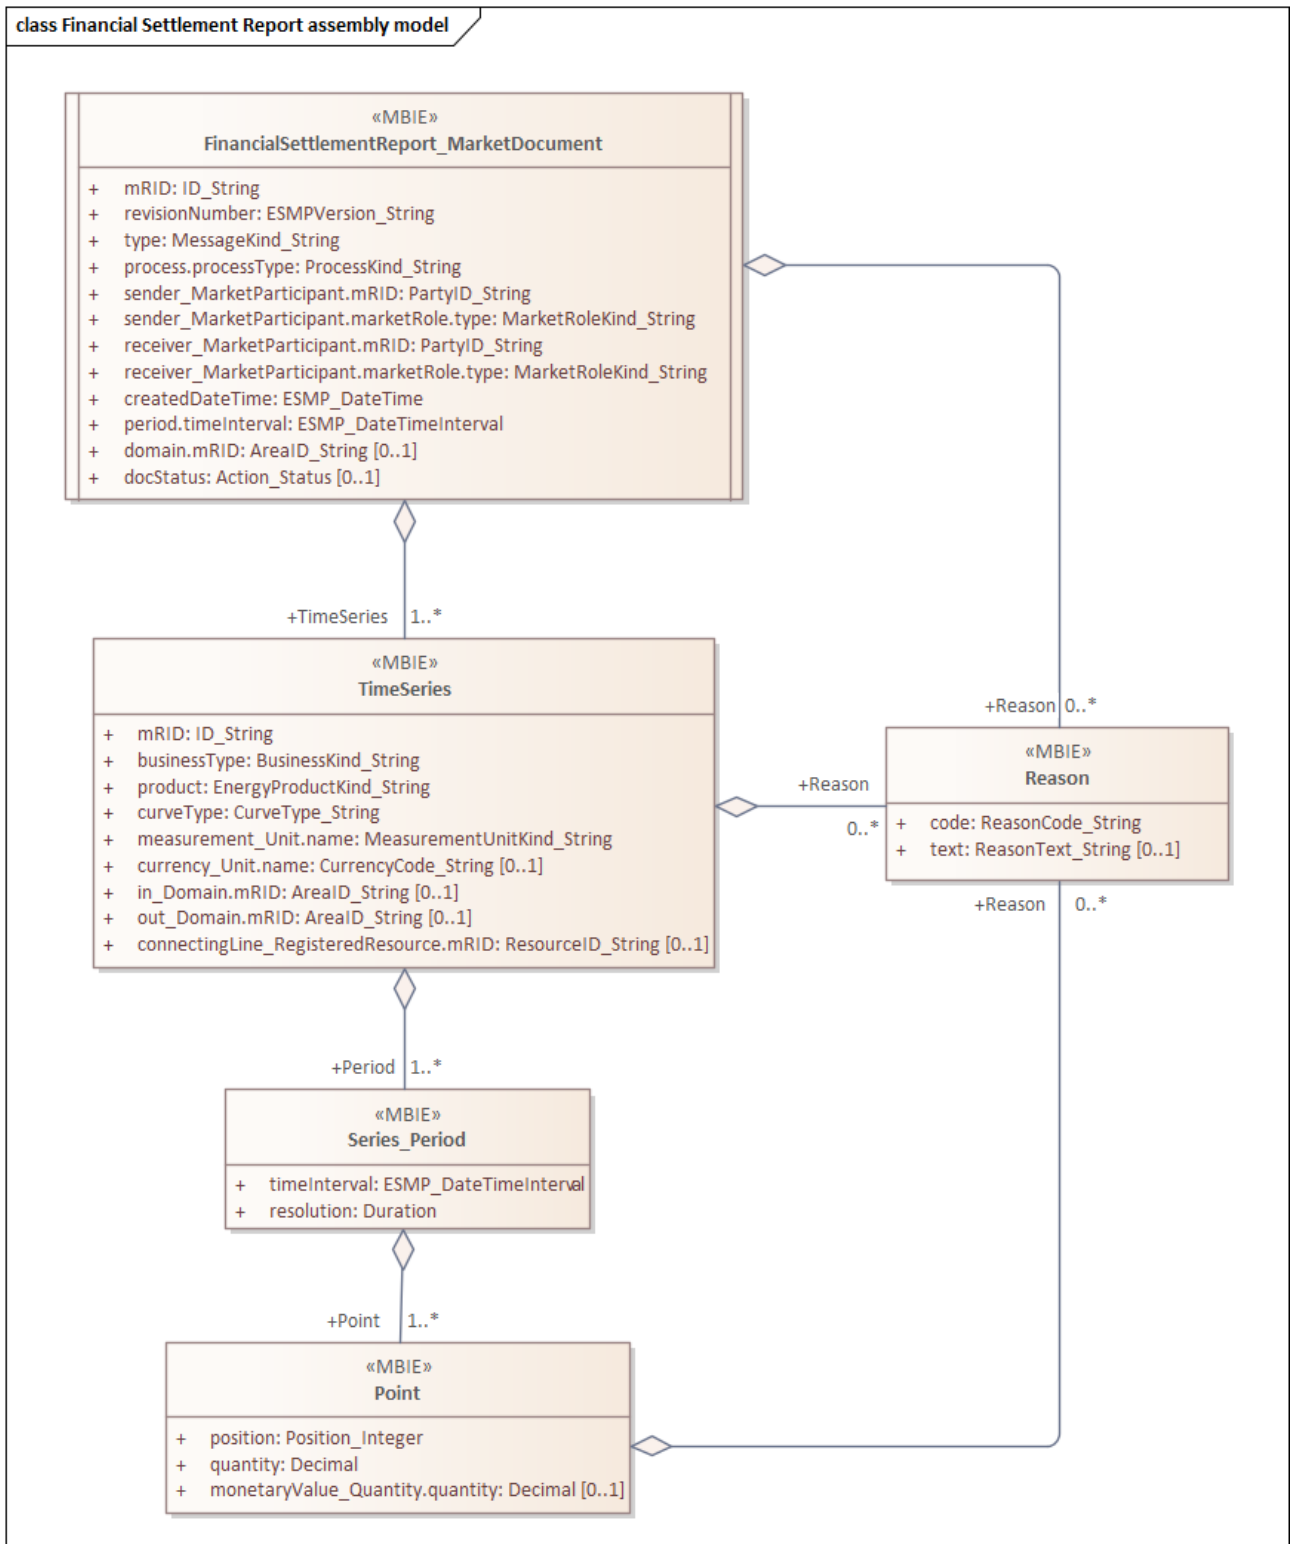 class Financial Settlement Report assembly model
«MBIE»
FinancialSettlementReport_MarketDocument
+ mRID: ID_String
+ revisionNumber: ESMPVersion_String
+ type: MessageKind_String
+ process.processType: ProcessKind_String
+ sender_MarketParticipant.mRID: PartyID_String
+ sender_MarketParticipant.marketRole.type: MarketRoleKind_String
+ receiver_MarketParticipant.mRID: PartyID_String
+ receiver_MarketParticipant.marketRole.type: MarketRoleKind_String
+ createdDateTime: ESMP_DateTime
+ period.timeInterval: ESMP_DateTimeInterval
+ domain.mRID: AreaID_String [0..1]
+ docStatus: Action_Status [0..1]
+TimeSeries 1..*
«MBIE»
TimeSeries
+ mRID: ID_String
+ businessType: BusinessKind_String
+ product: EnergyProductKind_String
+ curveType: CurveType_String
+ measurement_Unit.name: MeasurementUnitKind_String
+ currency_Unit.name: CurrencyCode_String [0..1]
+ in_Domain.mRID: AreaID_String [0..1]
+ out_Domain.mRID: AreaID_String [0..1]
+ connectingLine_RegisteredResource.mRID: ResourceID_String [0..1]
+Reason 0..*
+Reason
0..*
«MBIE»
Reason
+ code: ReasonCode_String
+ text: ReasonText_String [0..1]
+Reason 0..*
+Period 1..*
«MBIE»
Series_Period
+ timeInterval: ESMP_DateTimeInterval
+ resolution: Duration
+Point 1..*
«MBIE»
Point
+ position: Position_Integer
+ quantity: Decimal
+ monetaryValue_Quantity.quantity: Decimal [0..1]